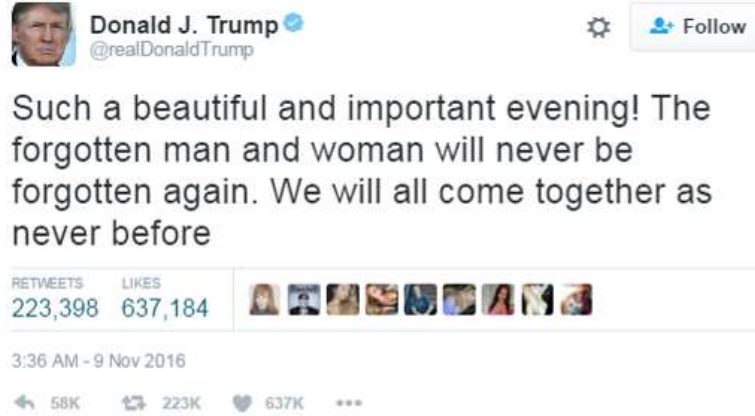 Donald J. Trump
@realDonaldTrump
Follow
Such a beautiful and important evening! The
forgotten man and woman will never be
forgotten again. We will all come together as
never before
RETWEETS LIKES
223,398 637,184
3:36 AM - 9 Nov 2016
58K 223K 637K